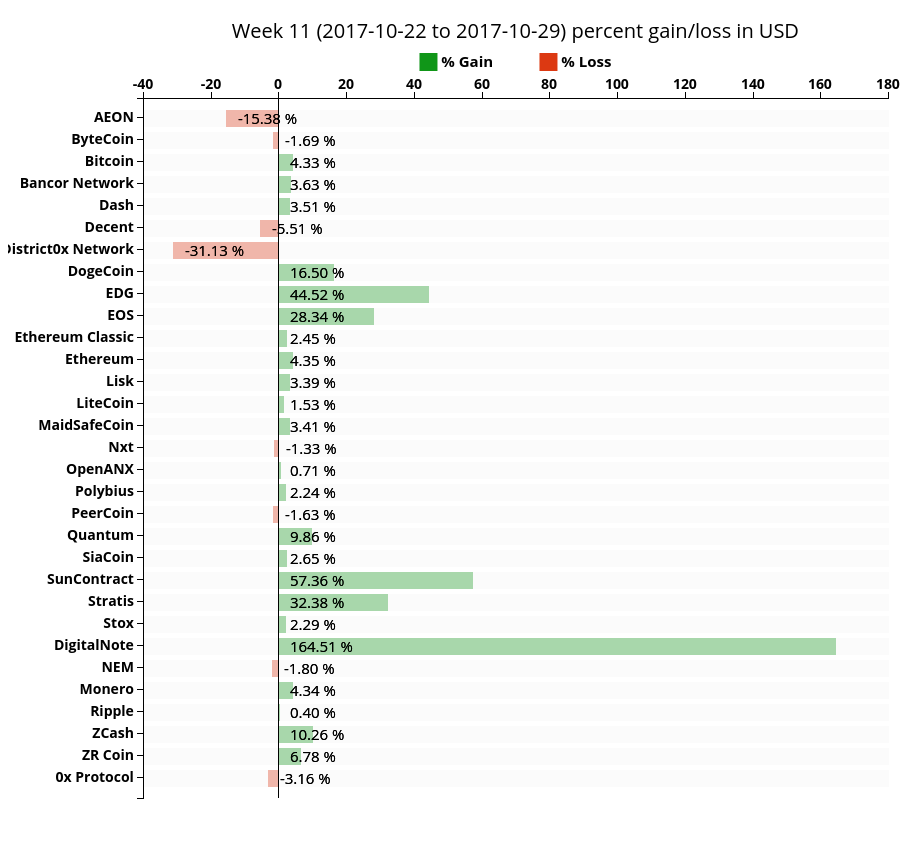 Week 11 (2017-10-22 to 2017-10-29) percent gain/loss in USD
% Gain % Loss
-40 -20 0 20 40 60 80 100 120 140 160 180
AEON -15.38 %
ByteCoin -1.69 %
Bitcoin 4.33 %
Bancor Network 3.63 %
Dash 3.51 %
Decent -5.51 %
District0x Network -31.13 %
DogeCoin 16.50 %
EDG 44.52 %
EOS 28.34 %
Ethereum Classic 2.45 %
Ethereum 4.35 %
Lisk 3.39 %
LiteCoin 1.53 %
MaidSafeCoin 3.41 %
Nxt -1.33 %
OpenANX 0.71 %
Polybius 2.24 %
PeerCoin -1.63 %
Quantum 9.86 %
SiaCoin 2.65 %
SunContract 57.36 %
Stratis 32.38 %
Stox 2.29 %
DigitalNote 164.51 %
NEM -1.80 %
Monero 4.34 %
Ripple 0.40 %
ZCash 10.26 %
ZR Coin 6.78 %
0x Protocol -3.16 %